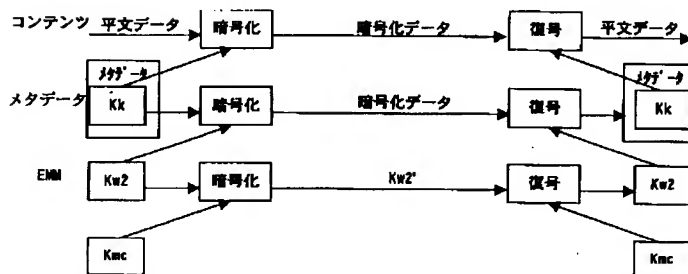 コンテンツ 平文データ 暗号化 暗号化データ 復号 平文データ
メタデータ メタデータ
メタデータ Kk 暗号化 暗号化データ 復号 Kk
EMM Kw2 暗号化 Kw2' 復号 Kw2
Kmc Kmc